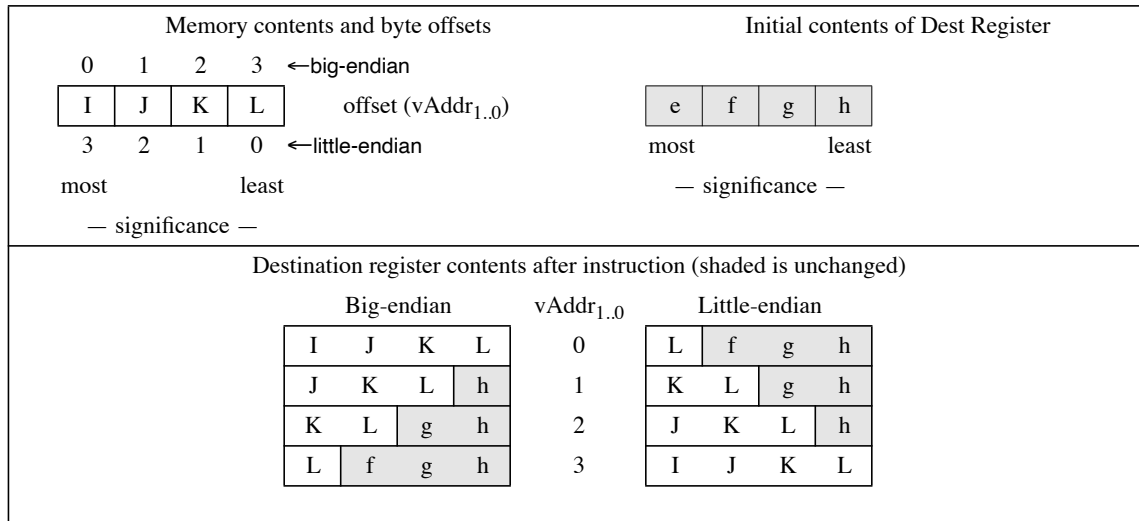 Memory contents and byte offsets
Initial contents of Dest Register
0 1 2 3 ←big-endian
I J K L offset (vAddr1..0)
e f g h
3 2 1 0 ←little-endian
most least
most least
— significance —
— significance —
Destination register contents after instruction (shaded is unchanged)
Big-endian vAddr1..0 Little-endian
I J K L 0 L f g h
J K L h 1 K L g h
K L g h 2 J K L h
L f g h 3 I J K L